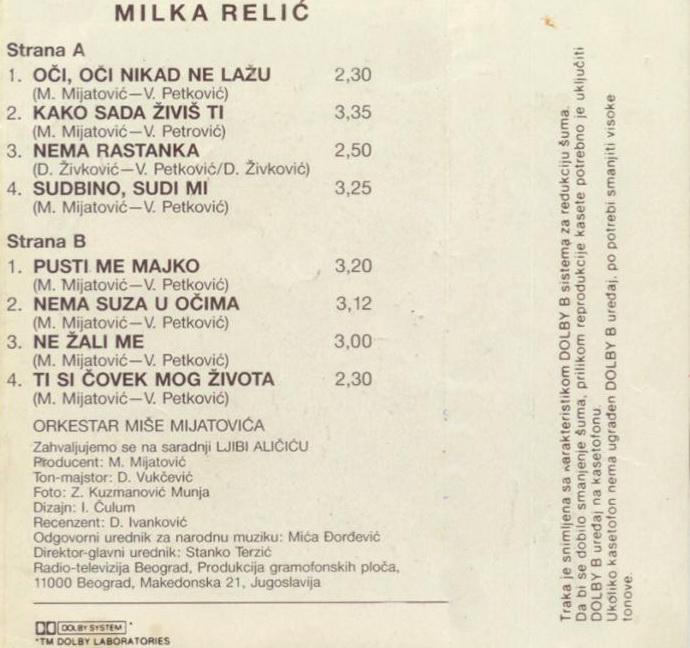 MILKA RELIĆ
Strana A
1. OČI, OČI NIKAD NE LAŽU 2,30
(M. Mijatović—V. Petković)
2. KAKO SADA ŽIVIŠ TI 3,35
(M. Mijatović—V. Petrović)
3. NEMA RASTANKA 2,50
(D. Živković—V. Petković/D. Živković)
4. SUDBINO, SUDI MI 3,25
(M. Mijatović—V. Petković)
Strana B
1. PUSTI ME MAJKO 3,20
(M. Mijatović—V. Petković)
2. NEMA SUZA U OČIMA 3,12
(M. Mijatović—V. Petković)
3. NE ŽALI ME 3,00
(M. Mijatović—V. Petković)
4. TI SI ČOVEK MOG ŽIVOTA 2,30
(M. Mijatović—V. Petković)
ORKESTAR MIŠE MIJATOVIĆA
Zahvaljujemo se na saradnji LJIBI ALIČIĆU
Producent: M. Mijatović
Ton-majstor: D. Vukčević
Foto: Z. Kuzmanović Munja
Dizajn: I. Čulum
Recenzent: D. Ivanković
Odgovorni urednik za narodnu muziku: Mića Đorđević
Direktor-glavni urednik: Stanko Terzić
Radio-televizija Beograd, Produkcija gramofonskih ploča,
11000 Beograd, Makedonska 21, Jugoslavija
DOLBY SYSTEM *
*TM DOLBY LABORATORIES
Traka je snimljena sa karakteristikom DOLBY B sistema za redukciju šuma.
Da bi se dobilo smanjenje šuma, prilikom reprodukcije kasete potrebno je uključiti
DOLBY B uređaj na kasetofonu.
Ukoliko kasetofon nema ugrađen DOLBY B uređaj, po potrebi smanjiti visoke
tonove.